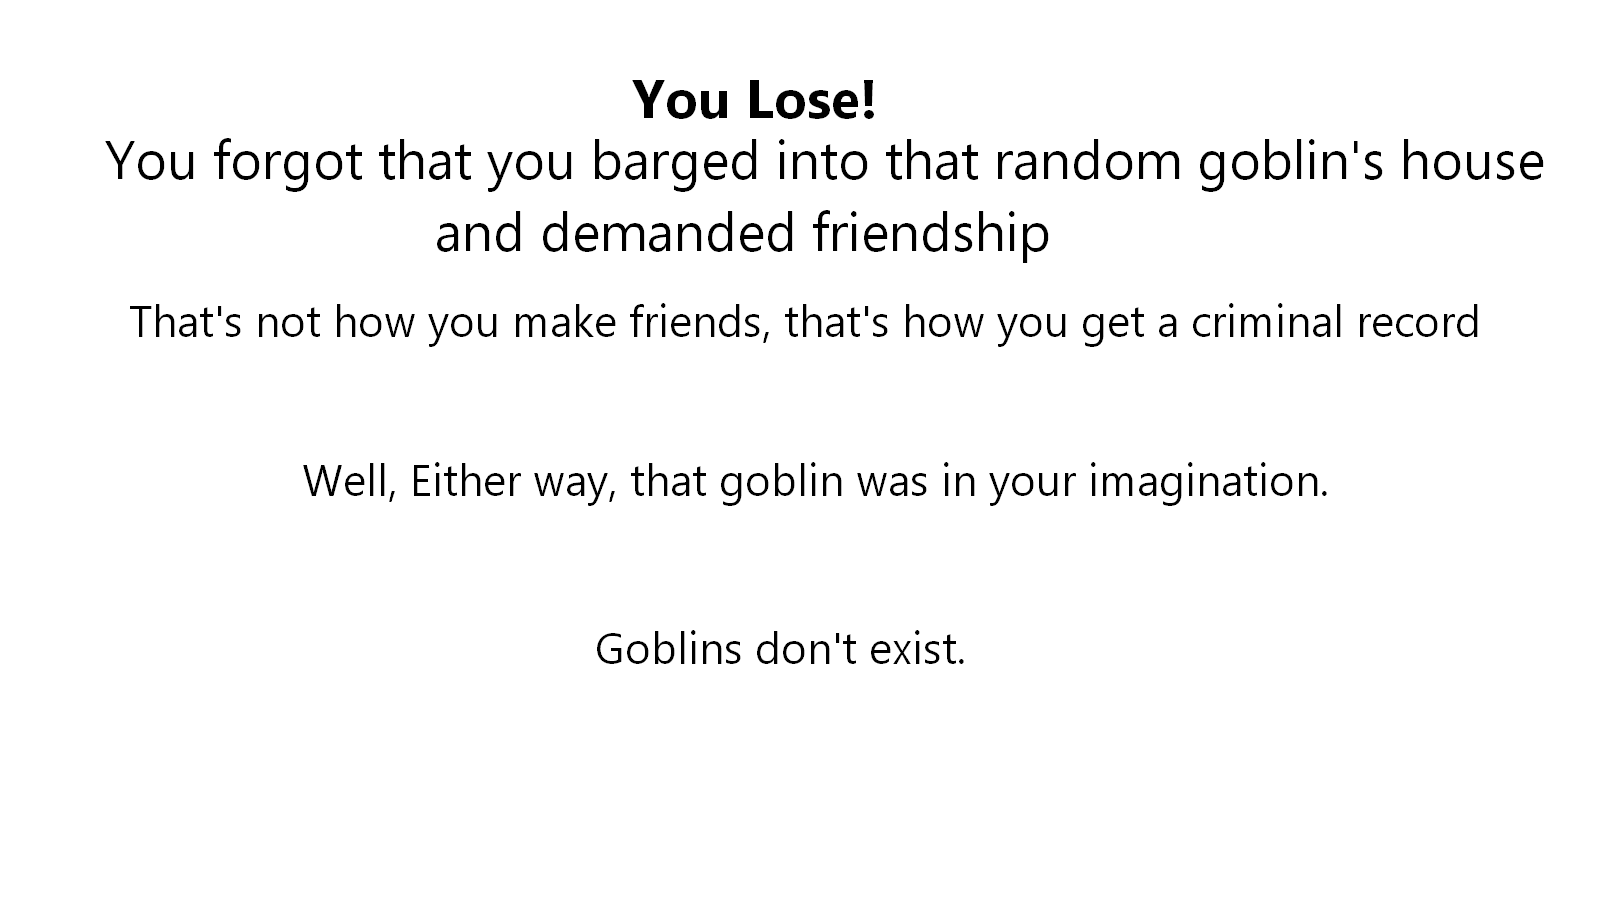 You Lose!
You forgot that you barged into that random goblin's house
and demanded friendship
That's not how you make friends, that's how you get a criminal record
Well, Either way, that goblin was in your imagination.
Goblins don't exist.